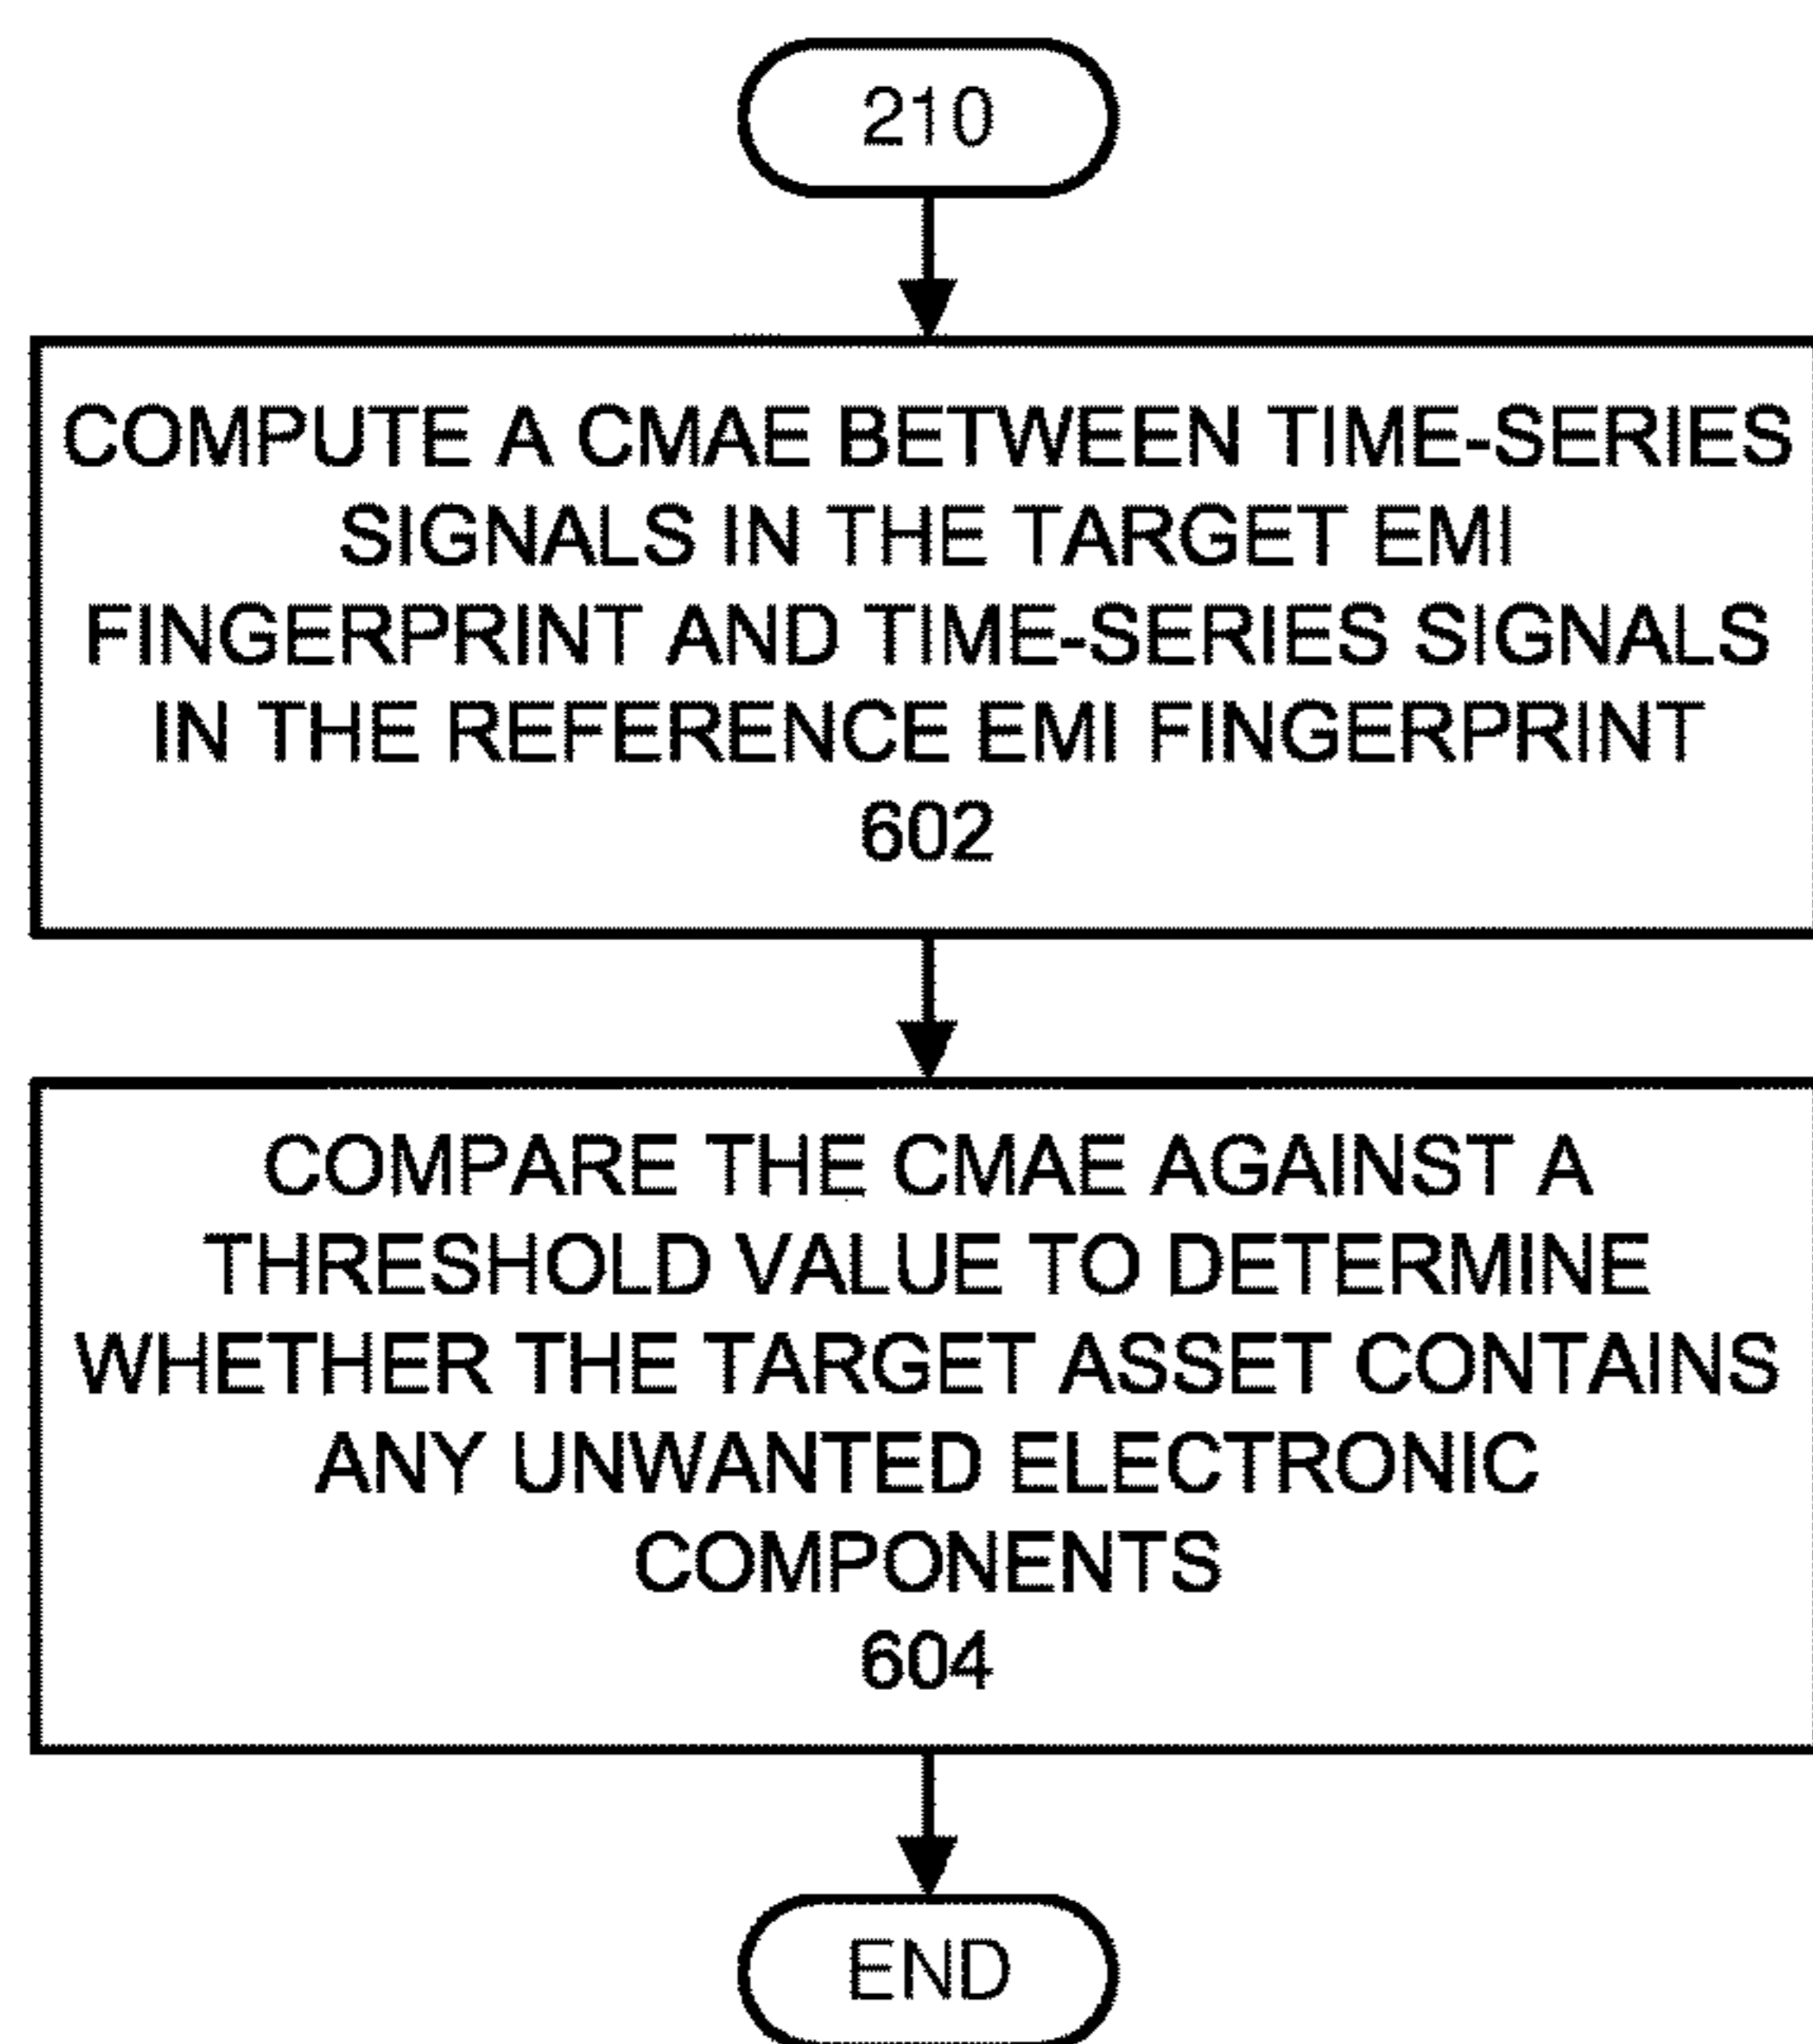 210
COMPUTE A CMAE BETWEEN TIME-SERIES
SIGNALS IN THE TARGET EMI
FINGERPRINT AND TIME-SERIES SIGNALS
IN THE REFERENCE EMI FINGERPRINT
602
COMPARE THE CMAE AGAINST A
THRESHOLD VALUE TO DETERMINE
WHETHER THE TARGET ASSET CONTAINS
ANY UNWANTED ELECTRONIC
COMPONENTS
604
END